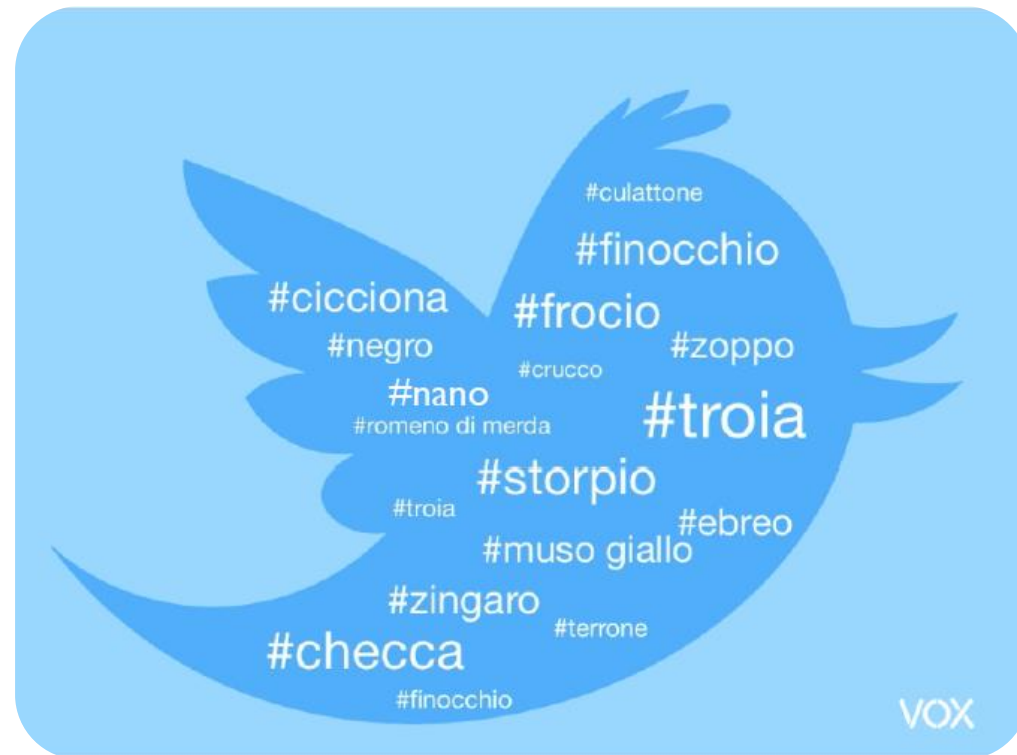 #culattone
#finocchio
#cicciona
#frocio
#negro
#zoppo
#crucco
#nano
#troia
#romeno di merda
#storpio
#troia
#ebreo
#muso giallo
#zingaro
#terrone
#checca
#finocchio
VOX